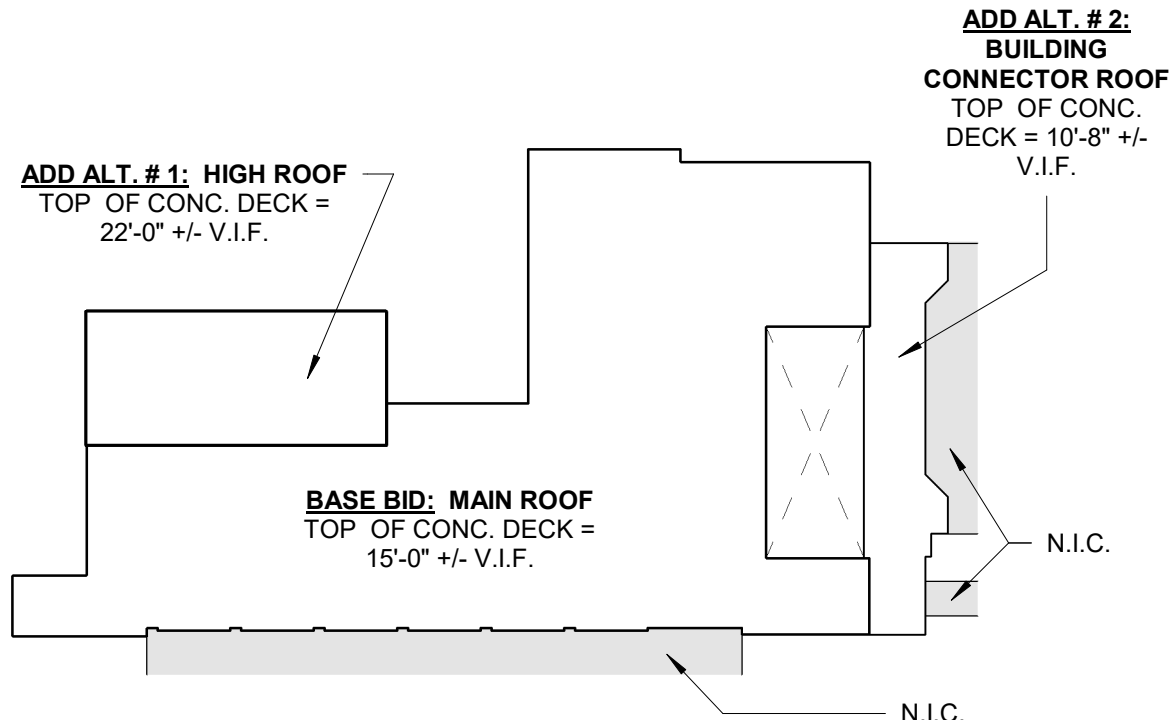 ADD ALT. # 2:
BUILDING
CONNECTOR ROOF
TOP OF CONC.
DECK = 10'-8" +/-
V.I.F.
ADD ALT. # 1: HIGH ROOF
TOP OF CONC. DECK =
22'-0" +/- V.I.F.
BASE BID: MAIN ROOF
TOP OF CONC. DECK =
15'-0" +/- V.I.F.
N.I.C.
N.I.C.